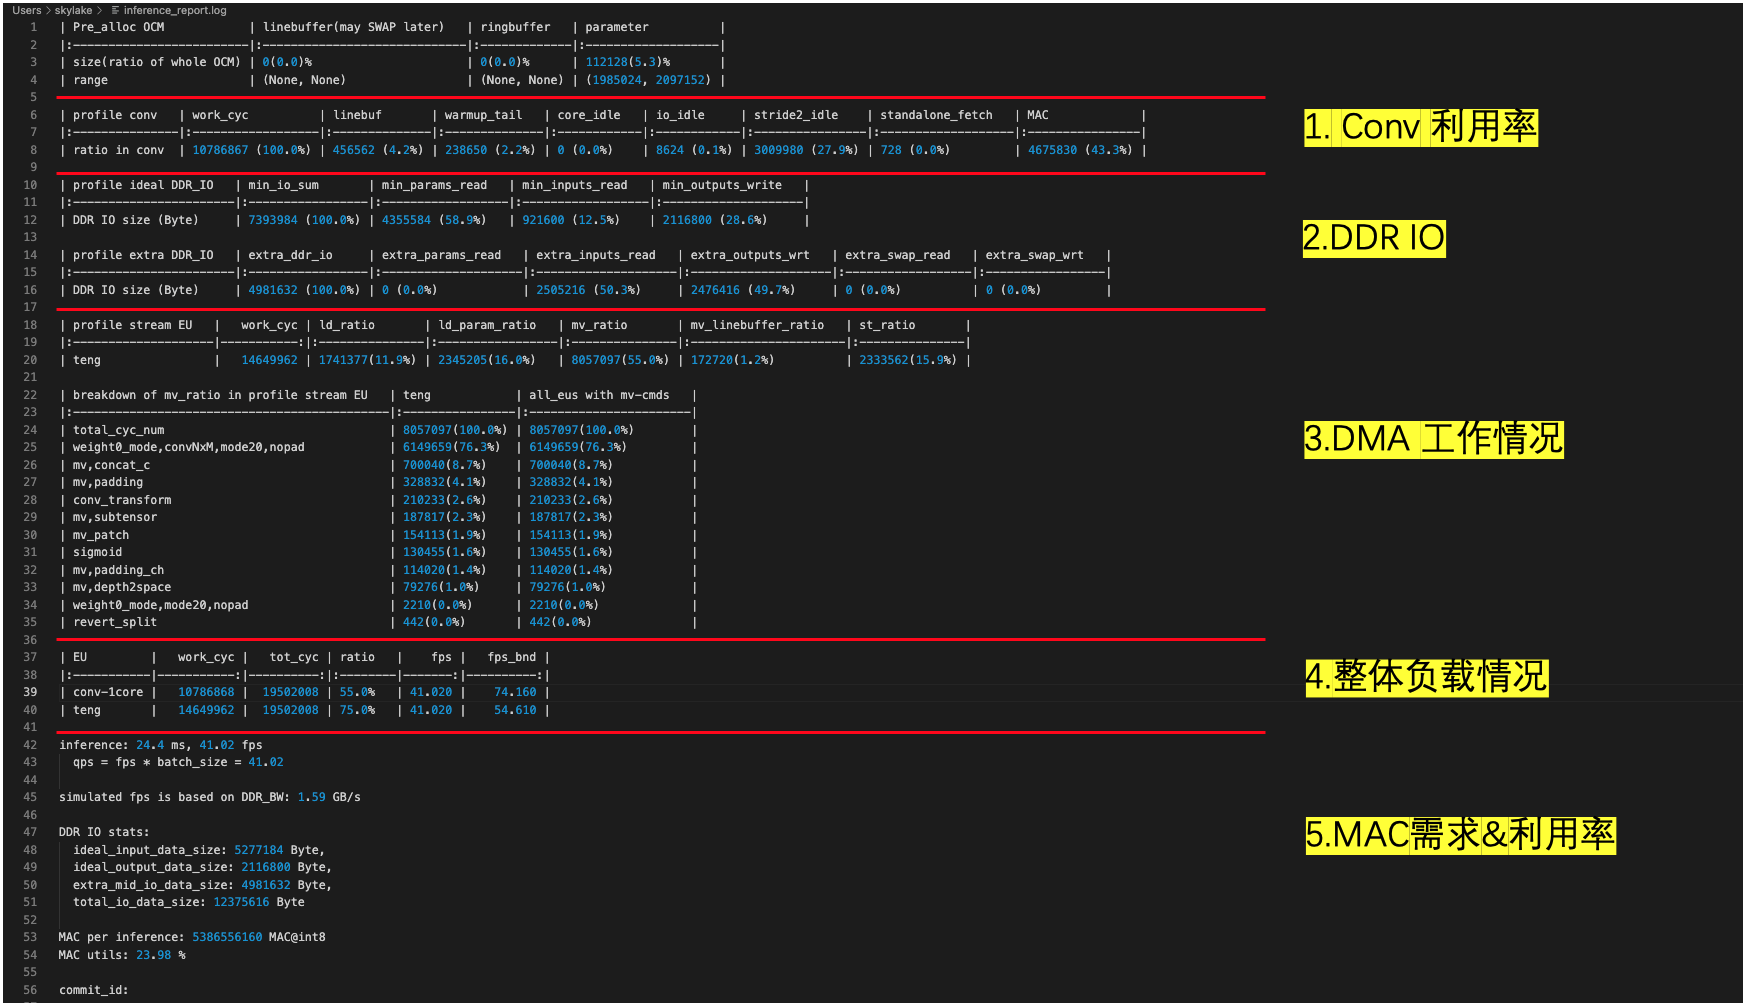 Users > skylake > inference_report.log
1 | Pre_alloc OCM | linebuffer(may SWAP later) | ringbuffer | parameter |
2 |:-------------------------|:-----------------------------|:-------------|:-------------------|
3 | size(ratio of whole OCM) | 0(0.0)% | 0(0.0)% | 112128(5.3)% |
4 | range | (None, None) | (None, None) | (1985024, 2097152) |
5
6 | profile conv | work_cyc | linebuf | warmup_tail | core_idle | io_idle | stride2_idle | standalone_fetch | MAC |
7 |:---------------|:------------------|:--------------|:--------------|:------------|:------------|:----------------|:-------------------|:----------------|
8 | ratio in conv | 10786867 (100.0%) | 456562 (4.2%) | 238650 (2.2%) | 0 (0.0%) | 8624 (0.1%) | 3009980 (27.9%) | 728 (0.0%) | 4675830 (43.3%) |
9
1. Conv 利用率
10 | profile ideal DDR_IO | min_io_sum | min_params_read | min_inputs_read | min_outputs_write |
11 |:-----------------------|:-----------------|:------------------|:------------------|:--------------------|
12 | DDR IO size (Byte) | 7393984 (100.0%) | 4355584 (58.9%) | 921600 (12.5%) | 2116800 (28.6%) |
13
14 | profile extra DDR_IO | extra_ddr_io | extra_params_read | extra_inputs_read | extra_outputs_wrt | extra_swap_read | extra_swap_wrt |
15 |:-----------------------|:-----------------|:--------------------|:--------------------|:--------------------|:------------------|:-----------------|
16 | DDR IO size (Byte) | 4981632 (100.0%) | 0 (0.0%) | 2505216 (50.3%) | 2476416 (49.7%) | 0 (0.0%) | 0 (0.0%) |
17
2.DDR IO
18 | profile stream EU | work_cyc | ld_ratio | ld_param_ratio | mv_ratio | mv_linebuffer_ratio | st_ratio |
19 |:--------------------|-----------:|:---------------|:-----------------|:---------------|:----------------------|:---------------|
20 | teng | 14649962 | 1741377(11.9%) | 2345205(16.0%) | 8057097(55.0%) | 172720(1.2%) | 2333562(15.9%) |
21
22 | breakdown of mv_ratio in profile stream EU | teng | all_eus with mv-cmds |
23 |:---------------------------------------------|:----------------|:-----------------------|
24 | total_cyc_num | 8057097(100.0%) | 8057097(100.0%) |
25 | weight0_mode,convNxM,mode20,nopad | 6149659(76.3%) | 6149659(76.3%) |
26 | mv,concat_c | 700040(8.7%) | 700040(8.7%) |
27 | mv,padding | 328832(4.1%) | 328832(4.1%) |
28 | conv_transform | 210233(2.6%) | 210233(2.6%) |
29 | mv,subtensor | 187817(2.3%) | 187817(2.3%) |
30 | mv_patch | 154113(1.9%) | 154113(1.9%) |
31 | sigmoid | 130455(1.6%) | 130455(1.6%) |
32 | mv,padding_ch | 114020(1.4%) | 114020(1.4%) |
33 | mv,depth2space | 79276(1.0%) | 79276(1.0%) |
34 | weight0_mode,mode20,nopad | 2210(0.0%) | 2210(0.0%) |
35 | revert_split | 442(0.0%) | 442(0.0%) |
36
3.DMA 工作情况
37 | EU | work_cyc | tot_cyc | ratio | fps | fps_bnd |
38 |:-----------|-----------:|----------:|:--------|-------:|----------:|
39 | conv-1core | 10786868 | 19502008 | 55.0% | 41.020 | 74.160 |
40 | teng | 14649962 | 19502008 | 75.0% | 41.020 | 54.610 |
41
4.整体负载情况
42 inference: 24.4 ms, 41.02 fps
43 qps = fps * batch_size = 41.02
44
45 simulated fps is based on DDR_BW: 1.59 GB/s
46
47 DDR IO stats:
48 ideal_input_data_size: 5277184 Byte,
49 ideal_output_data_size: 2116800 Byte,
50 extra_mid_io_data_size: 4981632 Byte,
51 total_io_data_size: 12375616 Byte
52
53 MAC per inference: 5386556160 MAC@int8
54 MAC utils: 23.98 %
55
56 commit_id:
5.MAC需求&利用率